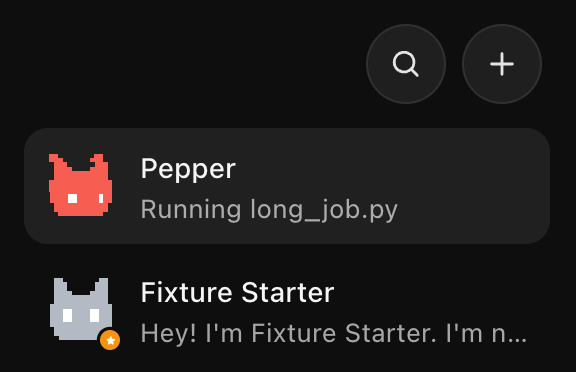 Pepper
Running long_job.py
Fixture Starter
Hey! I'm Fixture Starter. I'm n...